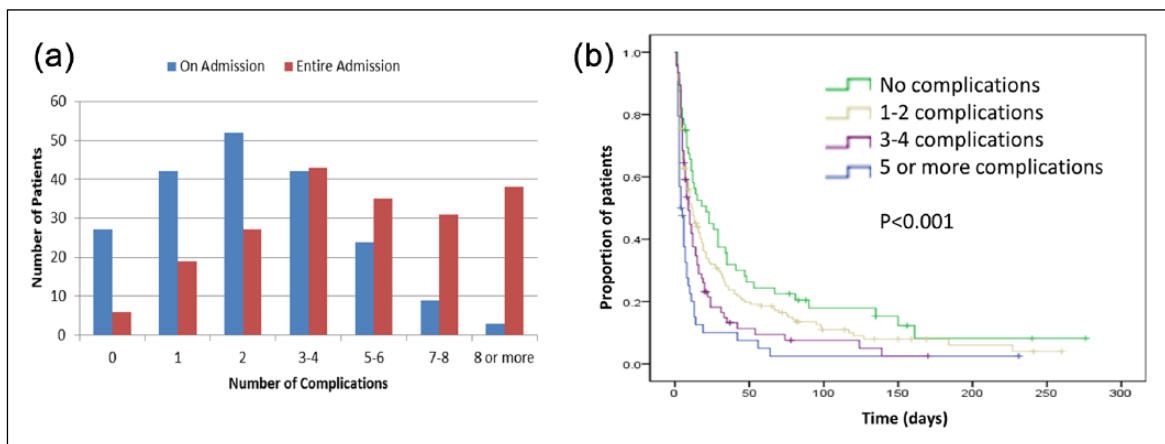 (a)
On Admission Entire Admission
Number of Patients
60
50
40
30
20
10
0
0 1 2 3-4 5-6 7-8 8 or more
Number of Complications
(b)
Proportion of patients
1.0
0.8
0.6
0.4
0.2
0.0
No complications
1-2 complications
3-4 complications
5 or more complications
P<0.001
0 50 100 150 200 250 300
Time (days)